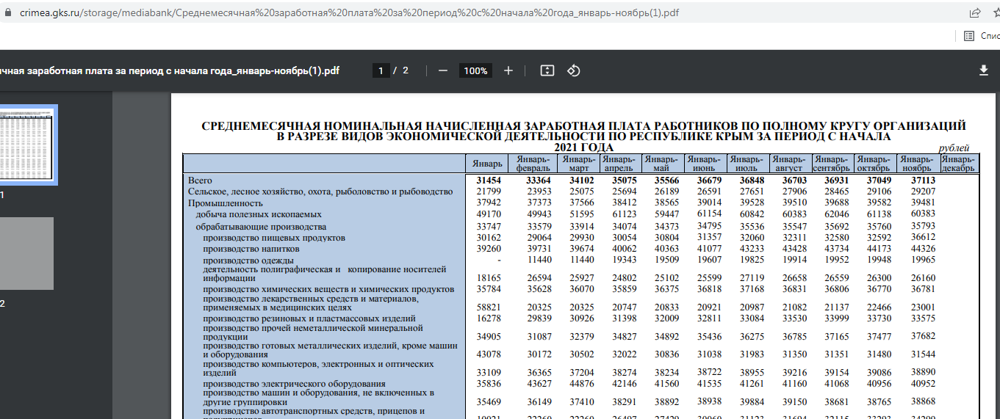 crimea.gks.ru/storage/mediabank/Среднемесячная%20заработная%20плата%20за%20период%20с%20начала%20года_январь-ноябрь(1).pdf
Спис
чная заработная плата за период с начала года_январь-ноябрь(1).pdf 1 / 2 — 100% +
1
2
СРЕДНЕМЕСЯЧНАЯ НОМИНАЛЬНАЯ НАЧИСЛЕННАЯ ЗАРАБОТНАЯ ПЛАТА РАБОТНИКОВ ПО ПОЛНОМУ КРУГУ ОРГАНИЗАЦИЙ
В РАЗРЕЗЕ ВИДОВ ЭКОНОМИЧЕСКОЙ ДЕЯТЕЛЬНОСТИ ПО РЕСПУБЛИКЕ КРЫМ ЗА ПЕРИОД С НАЧАЛА
2021 ГОДА
рублей
Январь Январь-февраль Январь-март Январь-апрель Январь-май Январь-июнь Январь-июль Январь-август Январь-сентябрь Январь-октябрь Январь-ноябрь Январь-декабрь
Всего 31454 33364 34102 35075 35566 36679 36848 36703 36931 37049 37113
Сельское, лесное хозяйство, охота, рыболовство и рыбоводство 21799 23953 25075 25694 26189 26591 27651 27906 28465 29106 29207
Промышленность 37942 37373 37566 38412 38565 39014 39528 39510 39688 39582 39481
добыча полезных ископаемых 49170 49943 51595 61123 59447 61154 60842 60383 62046 61138 60383
обрабатывающие производства 33747 33579 33914 34074 34373 34795 35536 35547 35692 35760 35793
производство пищевых продуктов 30162 29064 29930 30054 30804 31357 32060 32311 32580 32592 36612
производство напитков 39260 39731 39674 40062 40363 41077 43233 43428 43734 44173 44326
производство одежды - 11440 11440 19343 19509 19607 19825 19914 19952 19948 19965
деятельность полиграфическая и копирование носителей
информации 18165 26594 25927 24802 25102 25599 27119 26658 26559 26300 26160
производство химических веществ и химических продуктов 35784 35628 36070 35859 36375 36818 37168 36831 36806 36770 36781
производство лекарственных средств и материалов,
применяемых в медицинских целях 58821 20325 20325 20747 20833 20921 20987 21082 21137 22466 23001
производство резиновых и пластмассовых изделий 16278 29839 30926 31398 32009 32811 33084 33530 33999 33730 33575
производство прочей неметаллической минеральной
продукции 34905 31087 32379 34827 34892 35436 36275 36785 37165 37477 37682
производство готовых металлических изделий, кроме машин
и оборудования 43078 30172 30502 32022 30836 31038 31983 31350 31351 31480 31544
производство компьютеров, электронных и оптических
изделий 33109 36365 37204 38274 38234 38722 38955 39216 39154 39086 38890
производство электрического оборудования 35836 43627 44876 42146 41560 41535 41261 41160 41068 40956 40952
производство машин и оборудования, не включенных в
другие группировки 35469 36149 37410 38291 38892 38938 39884 39150 38681 38765 38868
производство автотранспортных средств, прицепов и